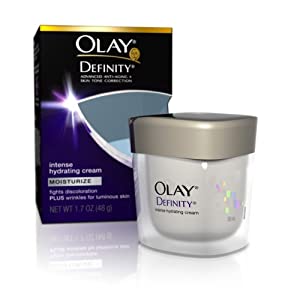 OLAY®
DEFINITY®
ADVANCED ANTI-AGING +
SKIN TONE CORRECTION
intense
hydrating cream
MOISTURIZE
fights discoloration
PLUS wrinkles for luminous skin
NET WT 1.7 OZ (48 g)
OLAY®
DEFINITY®
intense hydrating cream